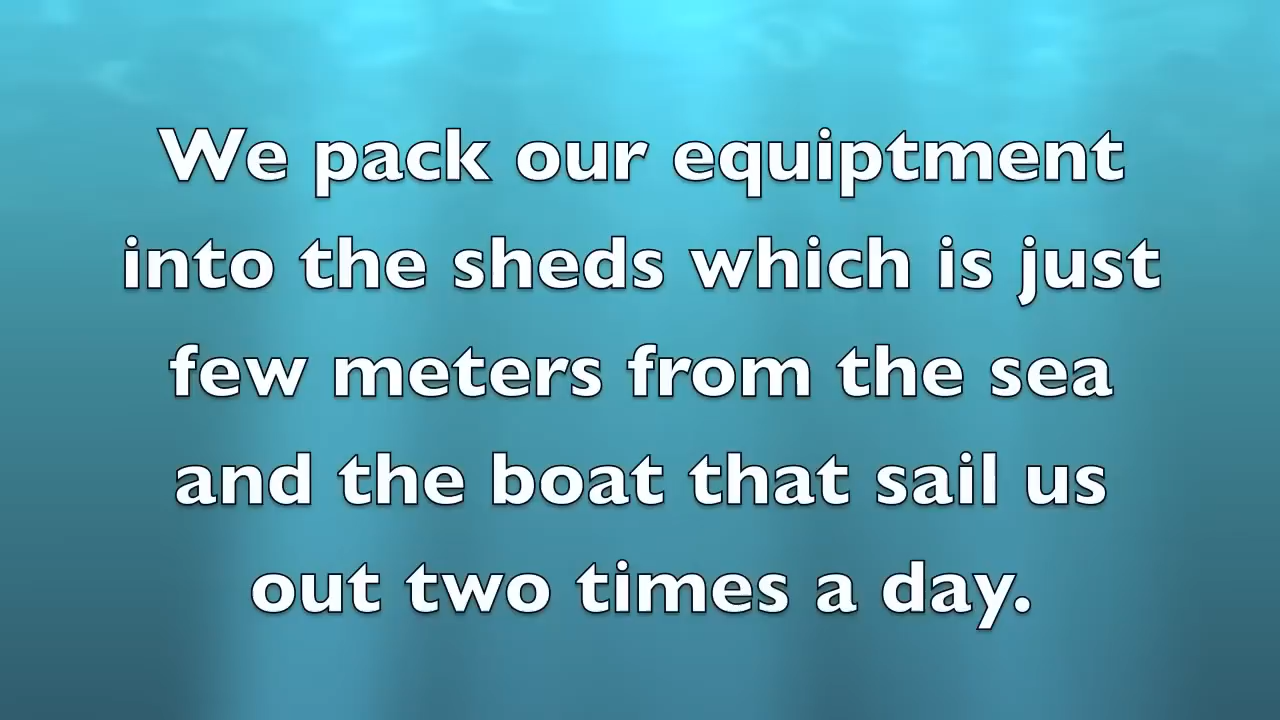 We pack our equiptment
into the sheds which is just
few meters from the sea
and the boat that sail us
out two times a day.